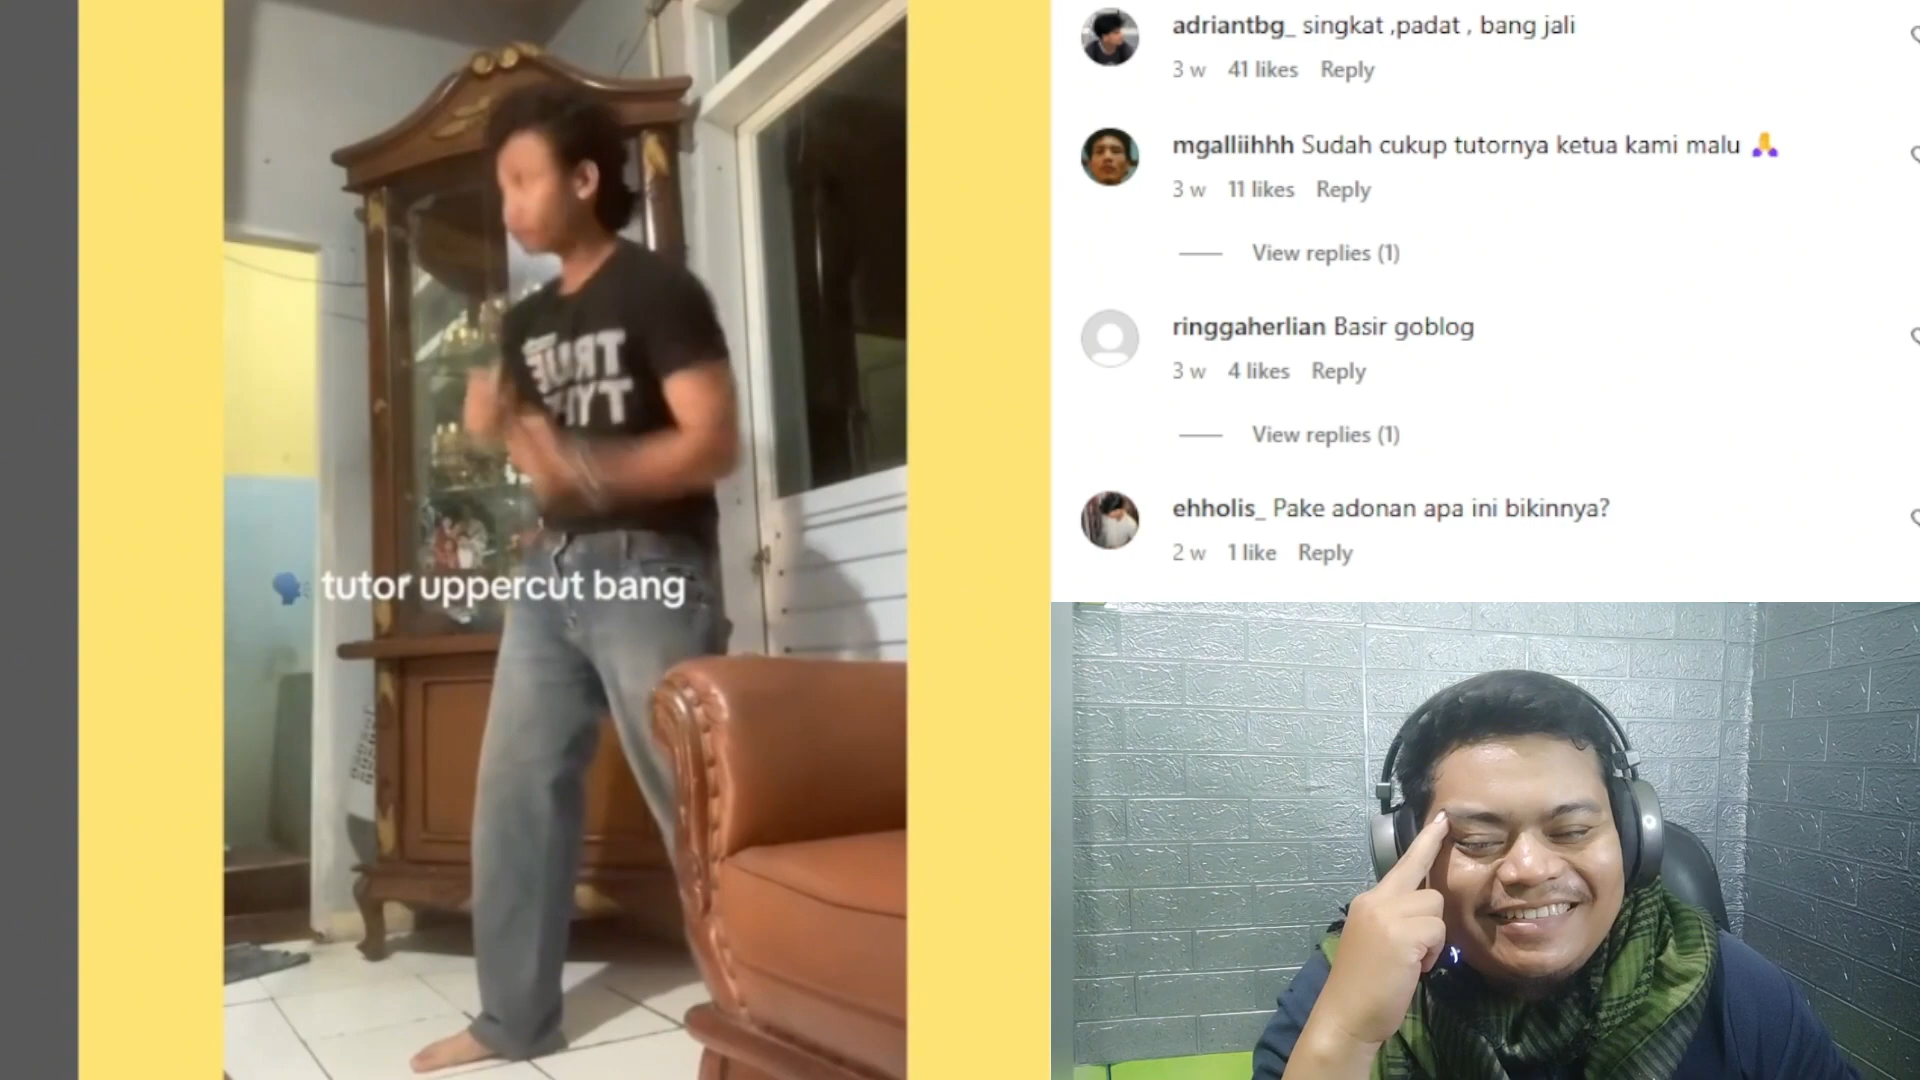 TRUE
tutor uppercut bang
adriantbg_ singkat ,padat , bang jali
3 w 41 likes Reply
mgalliihhh Sudah cukup tutornya ketua kami malu 🙏
3 w 11 likes Reply
View replies (1)
ringgaherlian Basir goblog
3 w 4 likes Reply
View replies (1)
ehholis_ Pake adonan apa ini bikinnya?
2 w 1 like Reply